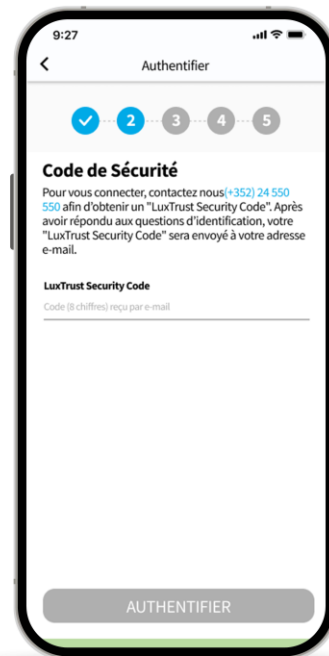 9:27
Authentifier
2 3 4 5
Code de Sécurité
Pour vous connecter, contactez nous(+352) 24 550
550 afin d'obtenir un "LuxTrust Security Code". Après
avoir répondu aux questions d'identification, votre
"LuxTrust Security Code" sera envoyé à votre adresse
e-mail.
LuxTrust Security Code
Code (8 chiffres) reçu par e-mail
AUTHENTIFIER